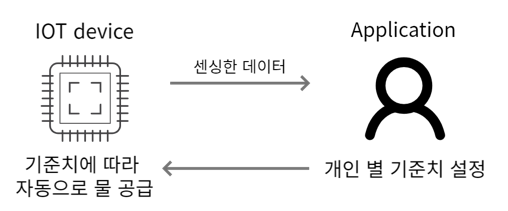 IOT device
Application
센싱한 데이터
기준치에 따라
자동으로 물 공급
개인 별 기준치 설정